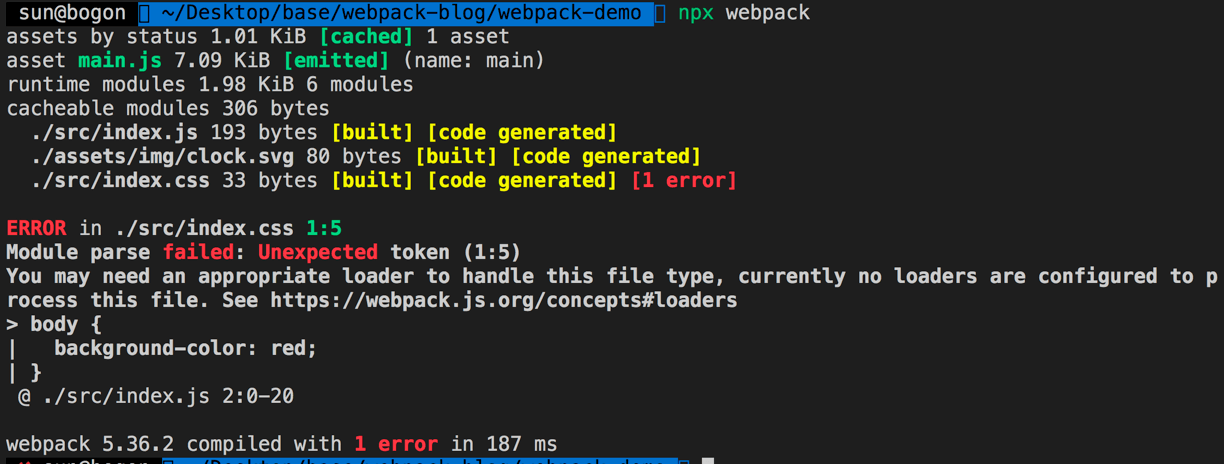 sun@bogon ~/Desktop/base/webpack-blog/webpack-demo npx webpack
assets by status 1.01 KiB [cached] 1 asset
asset main.js 7.09 KiB [emitted] (name: main)
runtime modules 1.98 KiB 6 modules
cacheable modules 306 bytes
./src/index.js 193 bytes [built] [code generated]
./assets/img/clock.svg 80 bytes [built] [code generated]
./src/index.css 33 bytes [built] [code generated] [1 error]
ERROR in ./src/index.css 1:5
Module parse failed: Unexpected token (1:5)
You may need an appropriate loader to handle this file type, currently no loaders are configured to p
rocess this file. See https://webpack.js.org/concepts#loaders
> body {
|   background-color: red;
| }
@ ./src/index.js 2:0-20
webpack 5.36.2 compiled with 1 error in 187 ms